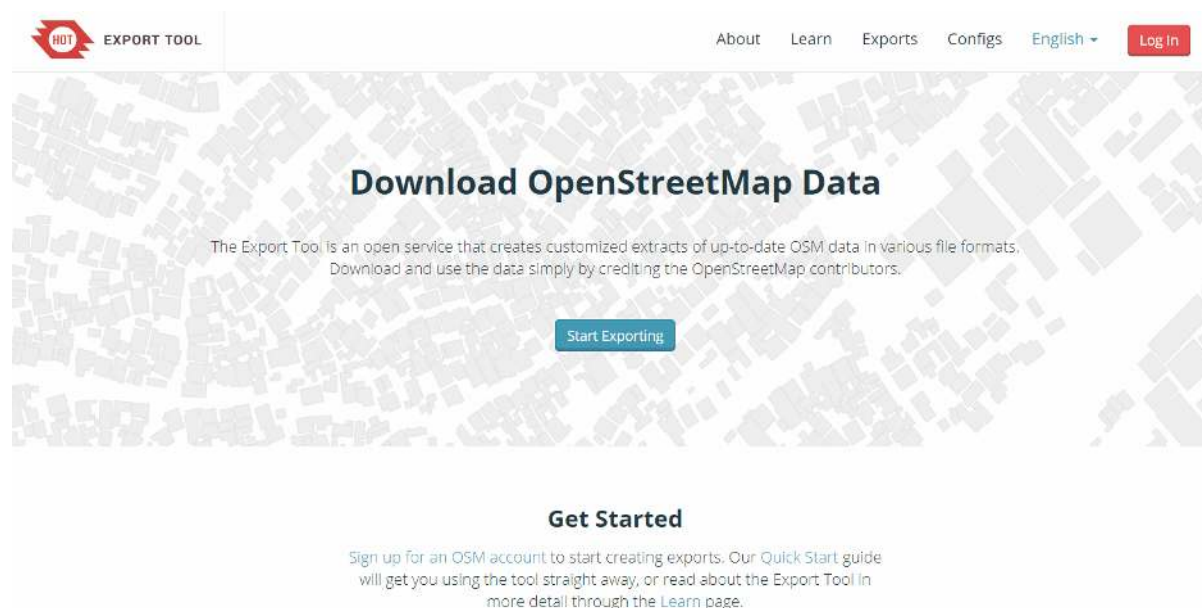 HOT EXPORT TOOL About Learn Exports Configs English Log In
Download OpenStreetMap Data
The Export Tool is an open service that creates customized extracts of up-to-date OSM data in various file formats.
Download and use the data simply by crediting the OpenStreetMap contributors.
Start Exporting
Get Started
Sign up for an OSM account to start creating exports. Our Quick Start guide
will get you using the tool straight away, or read about the Export Tool in
more detail through the Learn page.